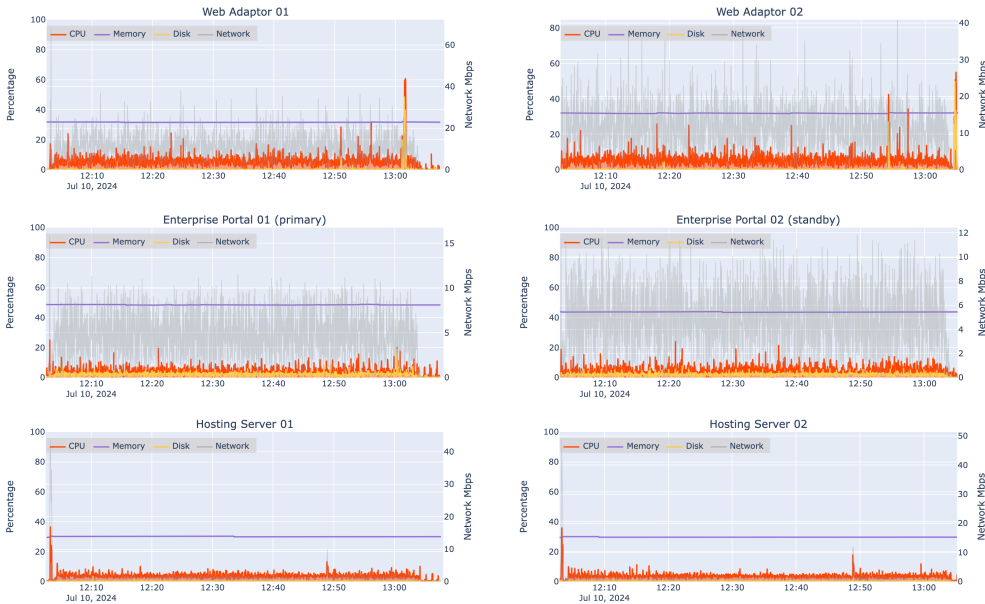 Web Adaptor 01
CPU Memory Disk Network
Percentage
100
80
60
40
20
0
Network Mbps
60
40
20
0
12:10 12:20 12:30 12:40 12:50 13:00
Jul 10, 2024
Web Adaptor 02
CPU Memory Disk Network
Percentage
80
60
40
20
0
Network Mbps
40
30
20
10
0
12:10 12:20 12:30 12:40 12:50 13:00
Jul 10, 2024
Enterprise Portal 01 (primary)
CPU Memory Disk Network
Percentage
100
80
60
40
20
0
Network Mbps
15
10
5
0
12:10 12:20 12:30 12:40 12:50 13:00
Jul 10, 2024
Enterprise Portal 02 (standby)
CPU Memory Disk Network
Percentage
100
80
60
40
20
0
Network Mbps
12
10
8
6
4
2
0
12:10 12:20 12:30 12:40 12:50 13:00
Jul 10, 2024
Hosting Server 01
CPU Memory Disk Network
Percentage
100
80
60
40
20
0
Network Mbps
40
30
20
10
0
12:10 12:20 12:30 12:40 12:50 13:00
Jul 10, 2024
Hosting Server 02
CPU Memory Disk Network
Percentage
100
80
60
40
20
0
Network Mbps
50
40
30
20
10
0
12:10 12:20 12:30 12:40 12:50 13:00
Jul 10, 2024